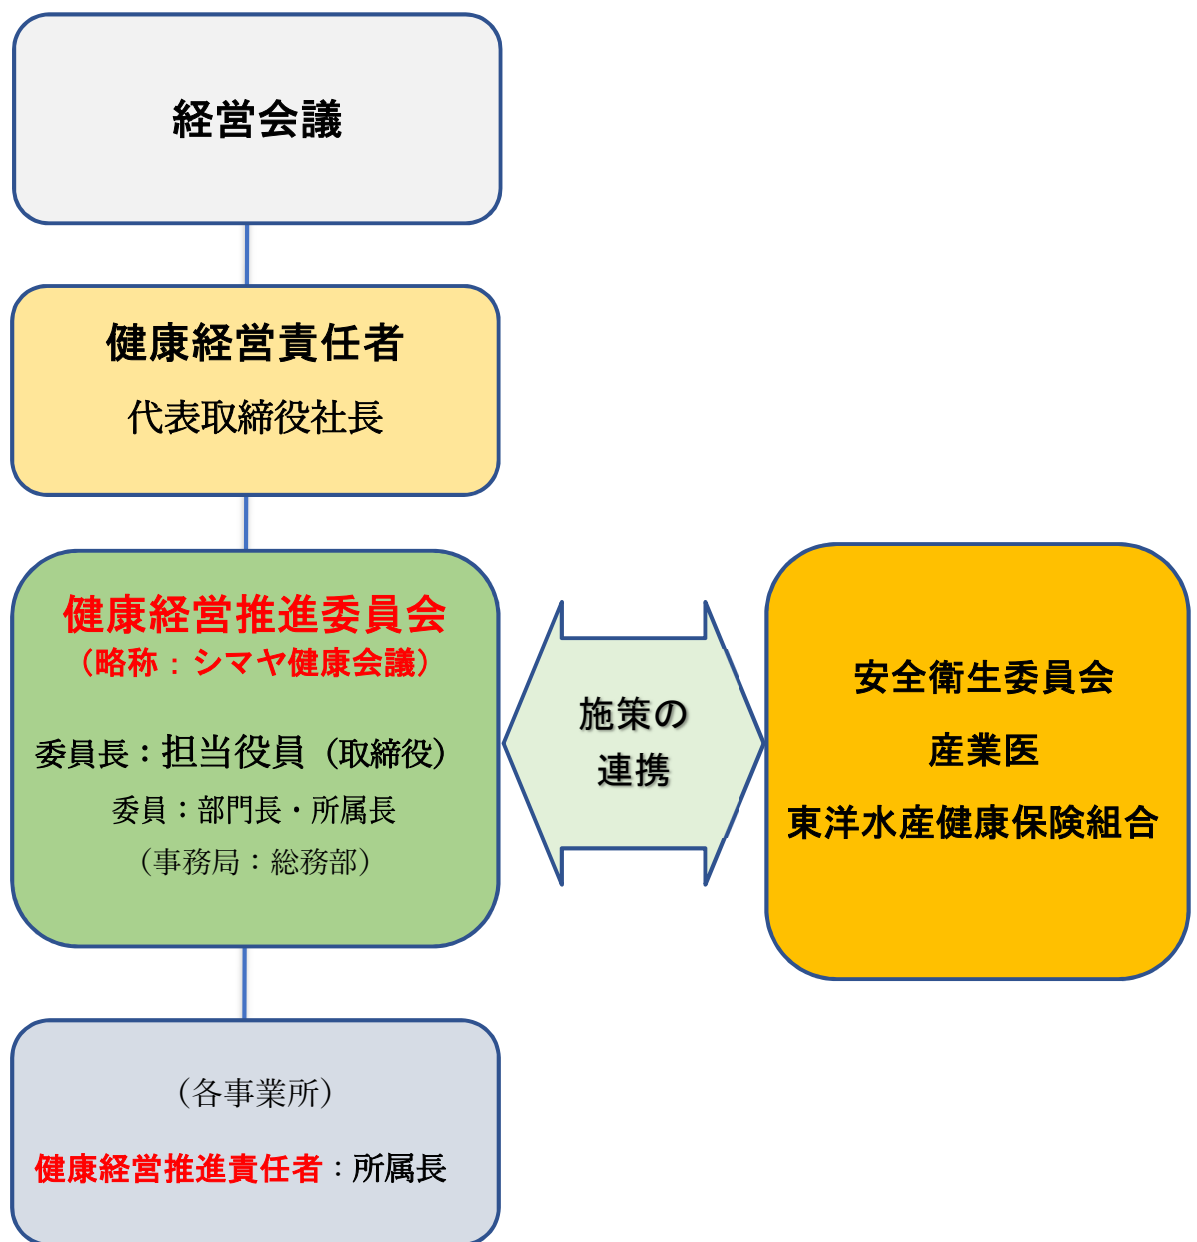 経営会議
健康経営責任者
代表取締役社長
健康経営推進委員会
（略称：シマヤ健康会議）
委員長：担当役員（取締役）
委員：部門長・所属長
（事務局：総務部）
施策の
連携
安全衛生委員会
産業医
東洋水産健康保険組合
（各事業所）
健康経営推進責任者：所属長